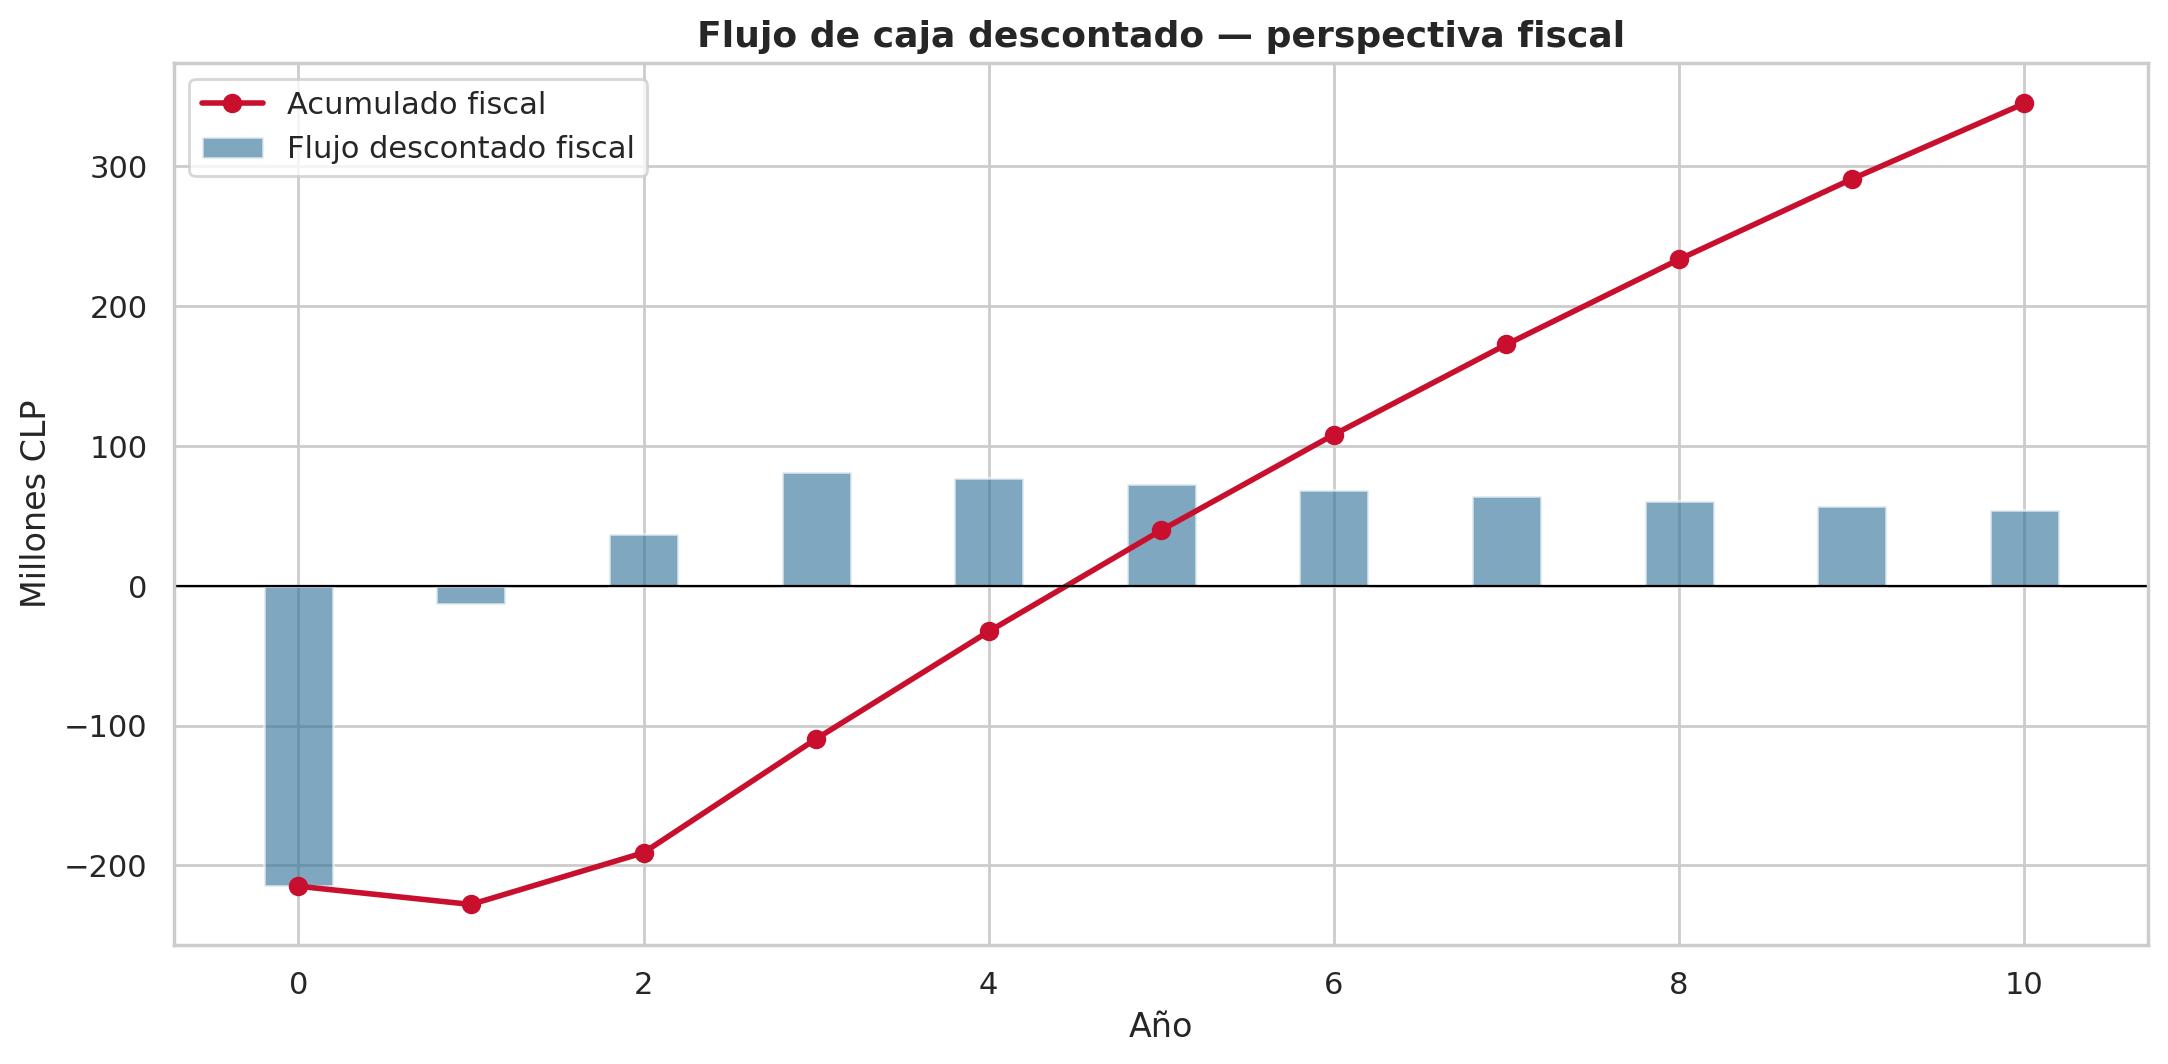 Flujo de caja descontado — perspectiva fiscal
Acumulado fiscal
Flujo descontado fiscal
Millones CLP
300
200
100
0
−100
−200
0 2 4 6 8 10
Año